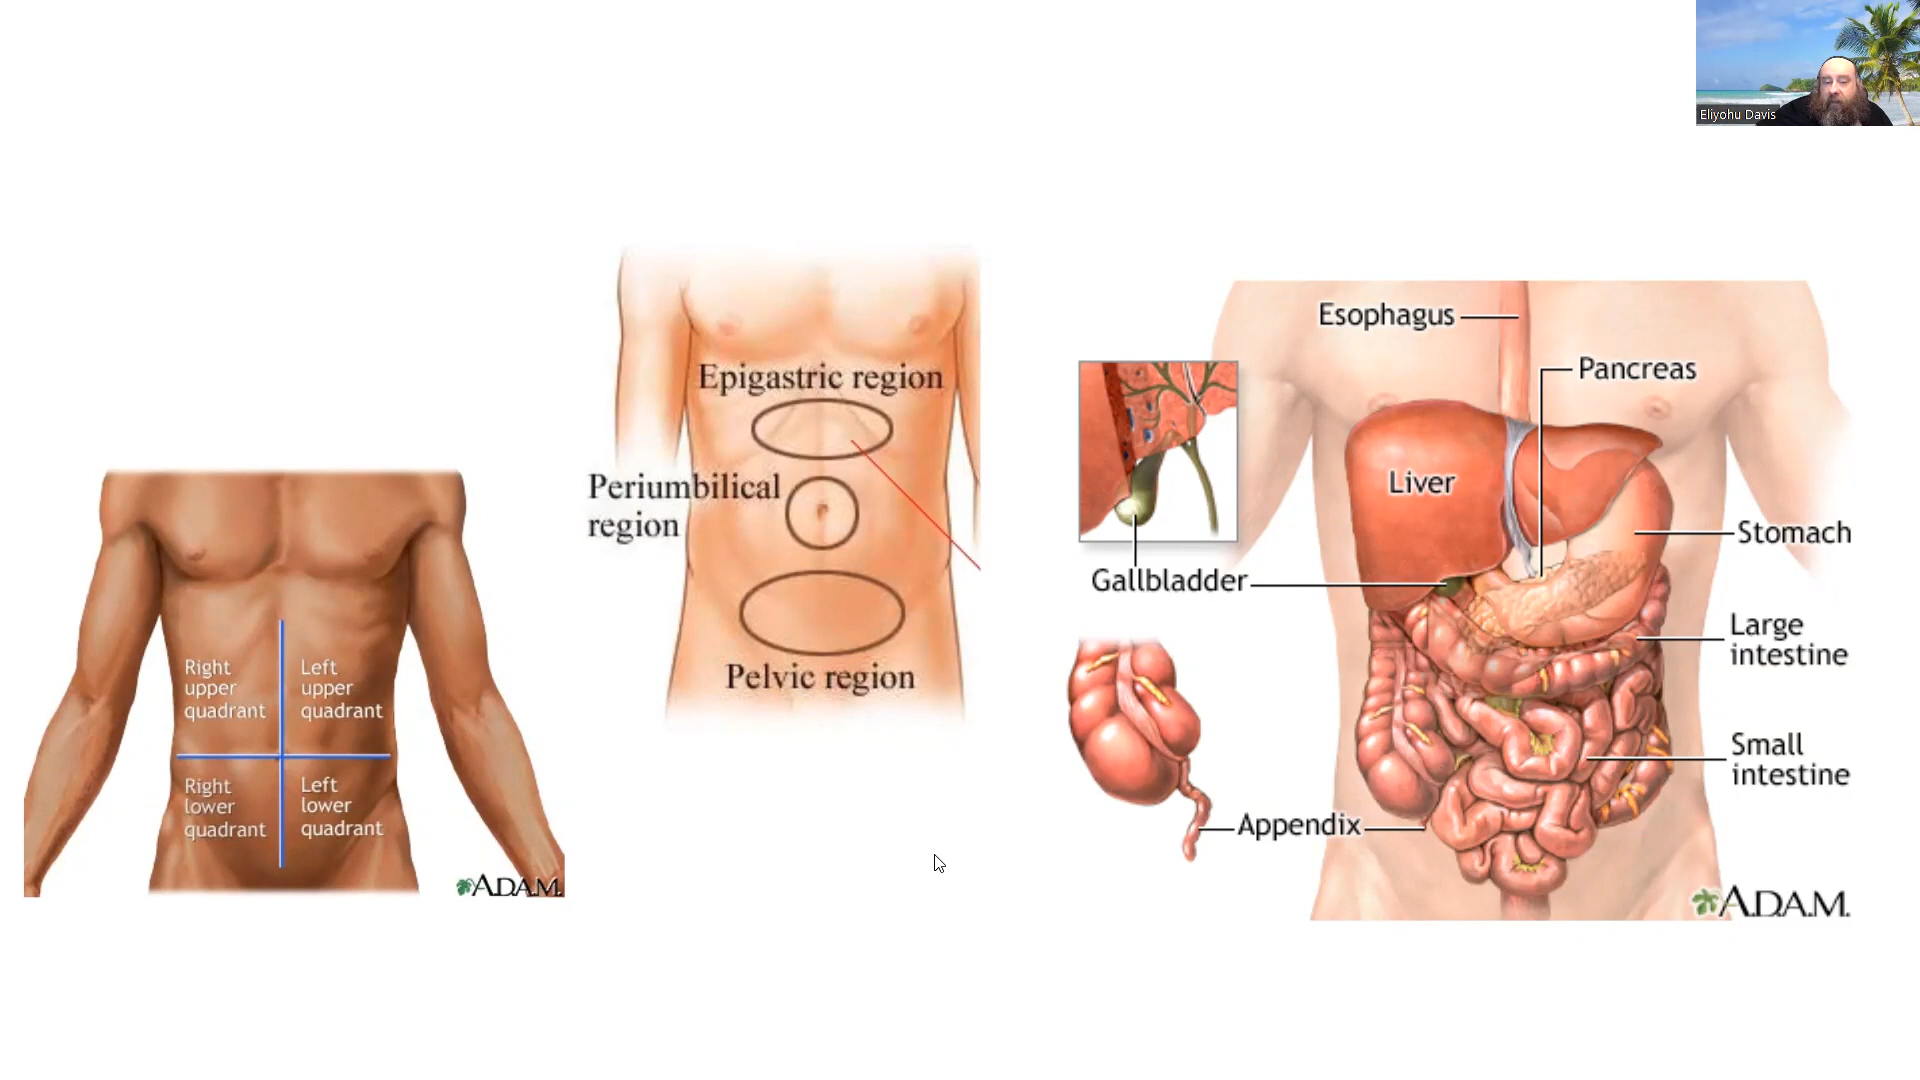 Eliyohu Davis
Right
upper
quadrant
Left
upper
quadrant
Right
lower
quadrant
Left
lower
quadrant
A.D.A.M.
Epigastric region
Periumbilical
region
Pelvic region
Esophagus
Pancreas
Liver
Stomach
Gallbladder
Large
intestine
Small
intestine
Appendix
A.D.A.M.